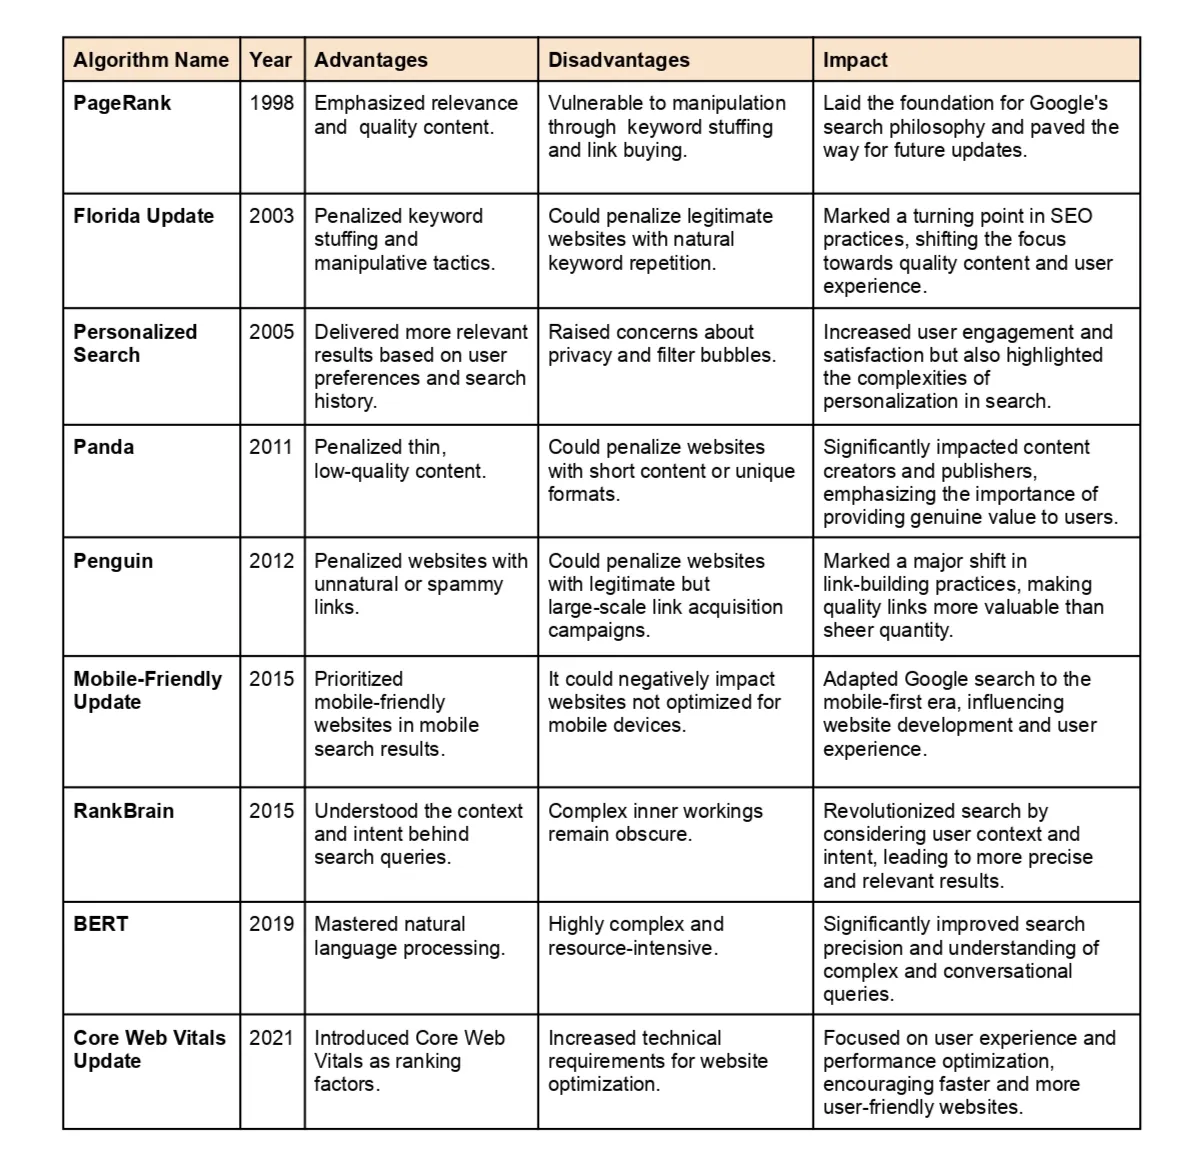 Algorithm Name Year Advantages Disadvantages Impact
PageRank 1998 Emphasized relevance Vulnerable to manipulation Laid the foundation for Google's
and quality content. through keyword stuffing search philosophy and paved the
and link buying. way for future updates.
Florida Update 2003 Penalized keyword Could penalize legitimate Marked a turning point in SEO
stuffing and websites with natural practices, shifting the focus
manipulative tactics. keyword repetition. towards quality content and user
experience.
Personalized 2005 Delivered more relevant Raised concerns about Increased user engagement and
Search results based on user privacy and filter bubbles. satisfaction but also highlighted
preferences and search the complexities of
history. personalization in search.
Panda 2011 Penalized thin, Could penalize websites Significantly impacted content
low-quality content. with short content or unique creators and publishers,
formats. emphasizing the importance of
providing genuine value to users.
Penguin 2012 Penalized websites with Could penalize websites Marked a major shift in
unnatural or spammy with legitimate but link-building practices, making
links. large-scale link acquisition quality links more valuable than
campaigns. sheer quantity.
Mobile-Friendly 2015 Prioritized It could negatively impact Adapted Google search to the
Update mobile-friendly websites not optimized for mobile-first era, influencing
websites in mobile mobile devices. website development and user
search results. experience.
RankBrain 2015 Understood the context Complex inner workings Revolutionized search by
and intent behind remain obscure. considering user context and
search queries. intent, leading to more precise
and relevant results.
BERT 2019 Mastered natural Highly complex and Significantly improved search
language processing. resource-intensive. precision and understanding of
complex and conversational
queries.
Core Web Vitals 2021 Introduced Core Web Increased technical Focused on user experience and
Update Vitals as ranking requirements for website performance optimization,
factors. optimization. encouraging faster and more
user-friendly websites.